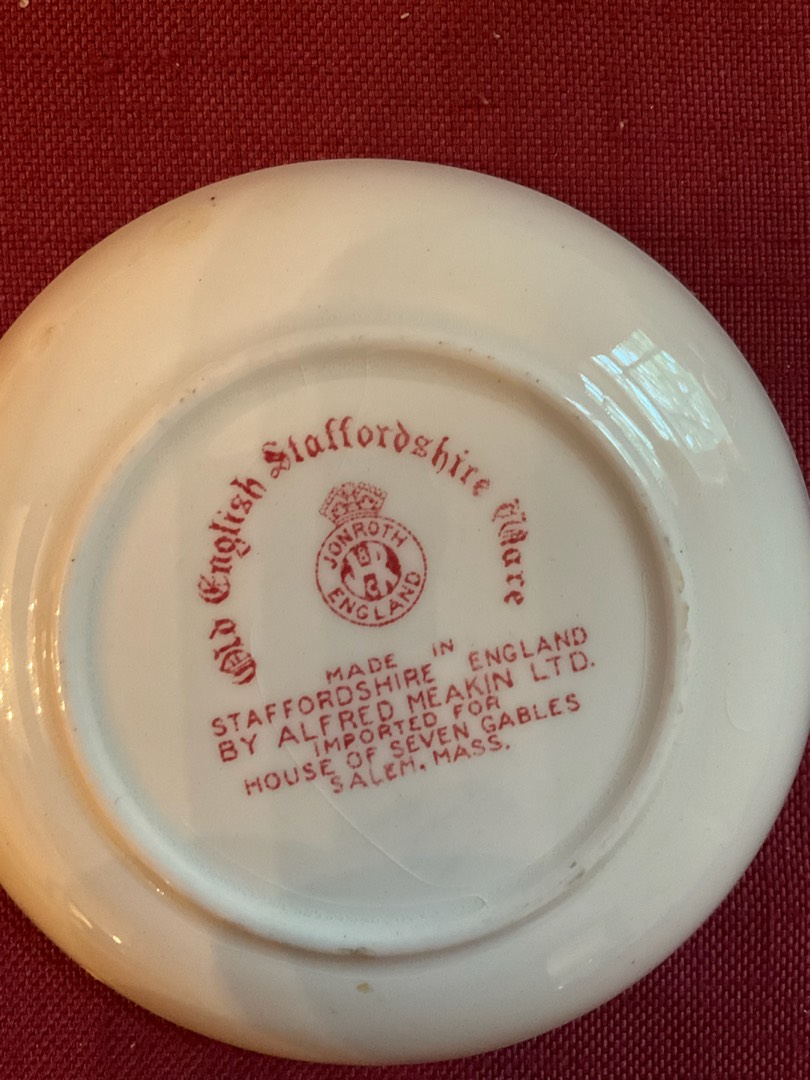 Old English Staffordshire Ware
JONROTH
ENGLAND
MADE IN
STAFFORDSHIRE ENGLAND
BY ALFRED MEAKIN LTD.
IMPORTED FOR
HOUSE OF SEVEN GABLES
SALEM, MASS.